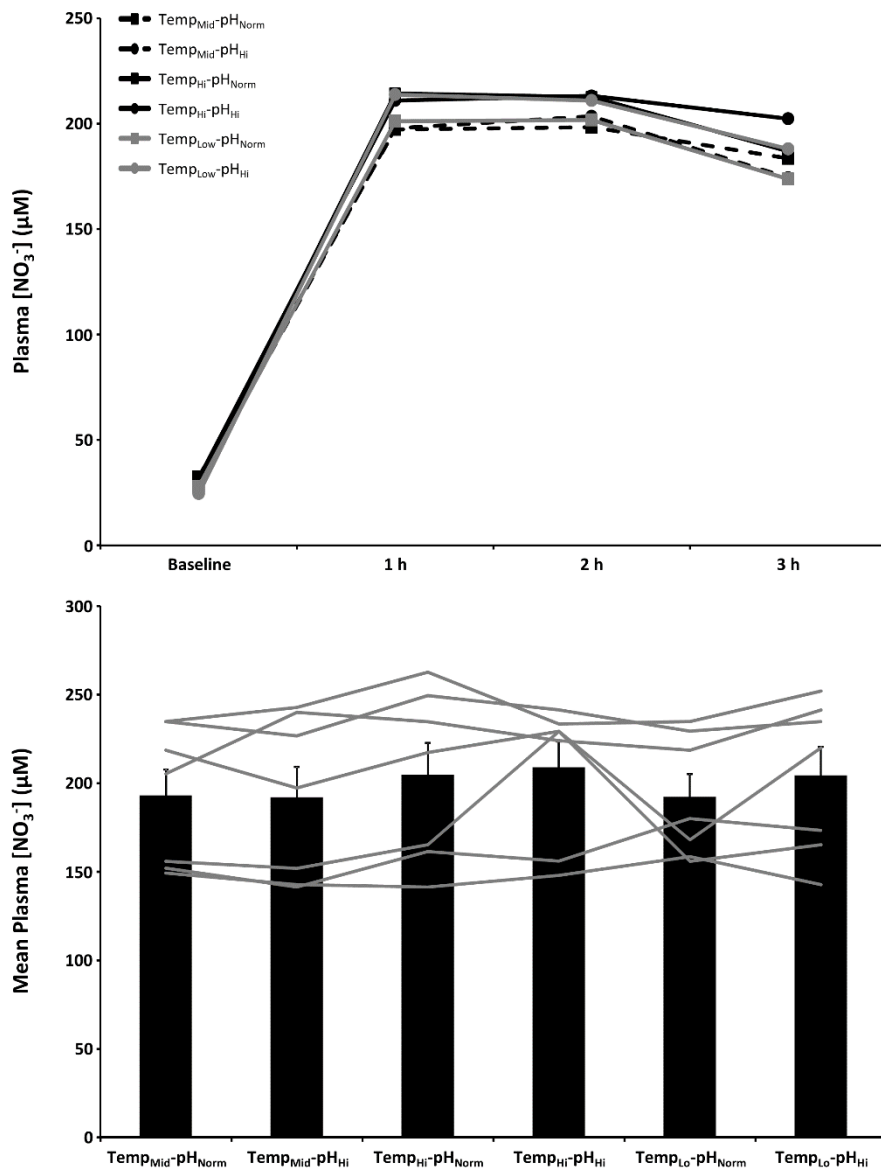 250
200
150
100
50
0
Plasma [NO₃⁻] (µM)
Temp_Mid-pH_Norm
Temp_Mid-pH_Hi
Temp_Hi-pH_Norm
Temp_Hi-pH_Hi
Temp_Low-pH_Norm
Temp_Low-pH_Hi
Baseline 1 h 2 h 3 h
300
250
200
150
100
50
0
Mean Plasma [NO₃⁻] (µM)
Temp_Mid-pH_Norm Temp_Mid-pH_Hi Temp_Hi-pH_Norm Temp_Hi-pH_Hi Temp_Lo-pH_Norm Temp_Lo-pH_Hi